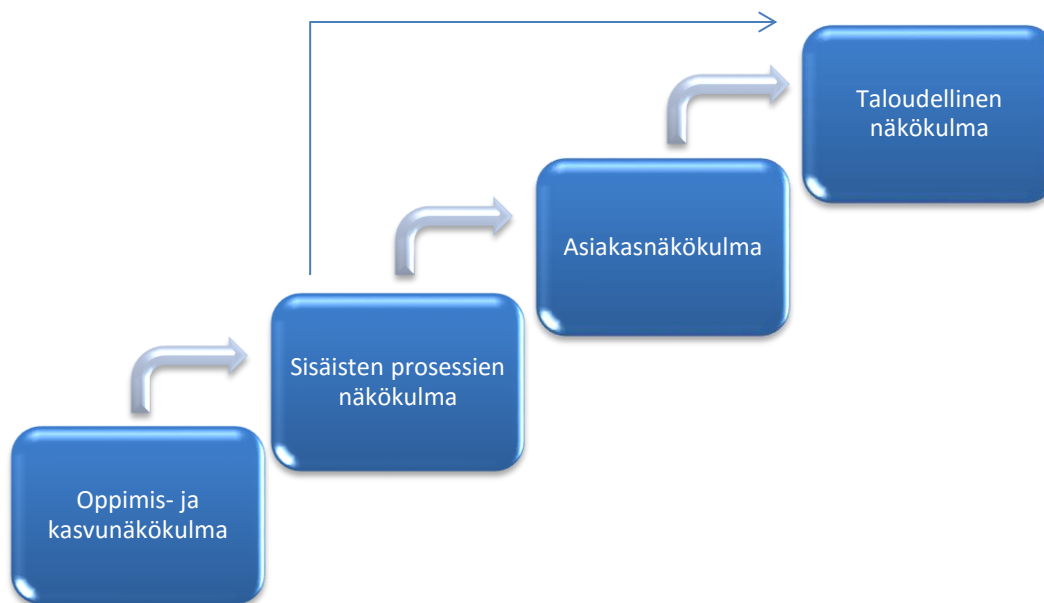 Taloudellinen
näkökulma
Asiakasnäkökulma
Sisäisten prosessien
näkökulma
Oppimis- ja
kasvunäkökulma